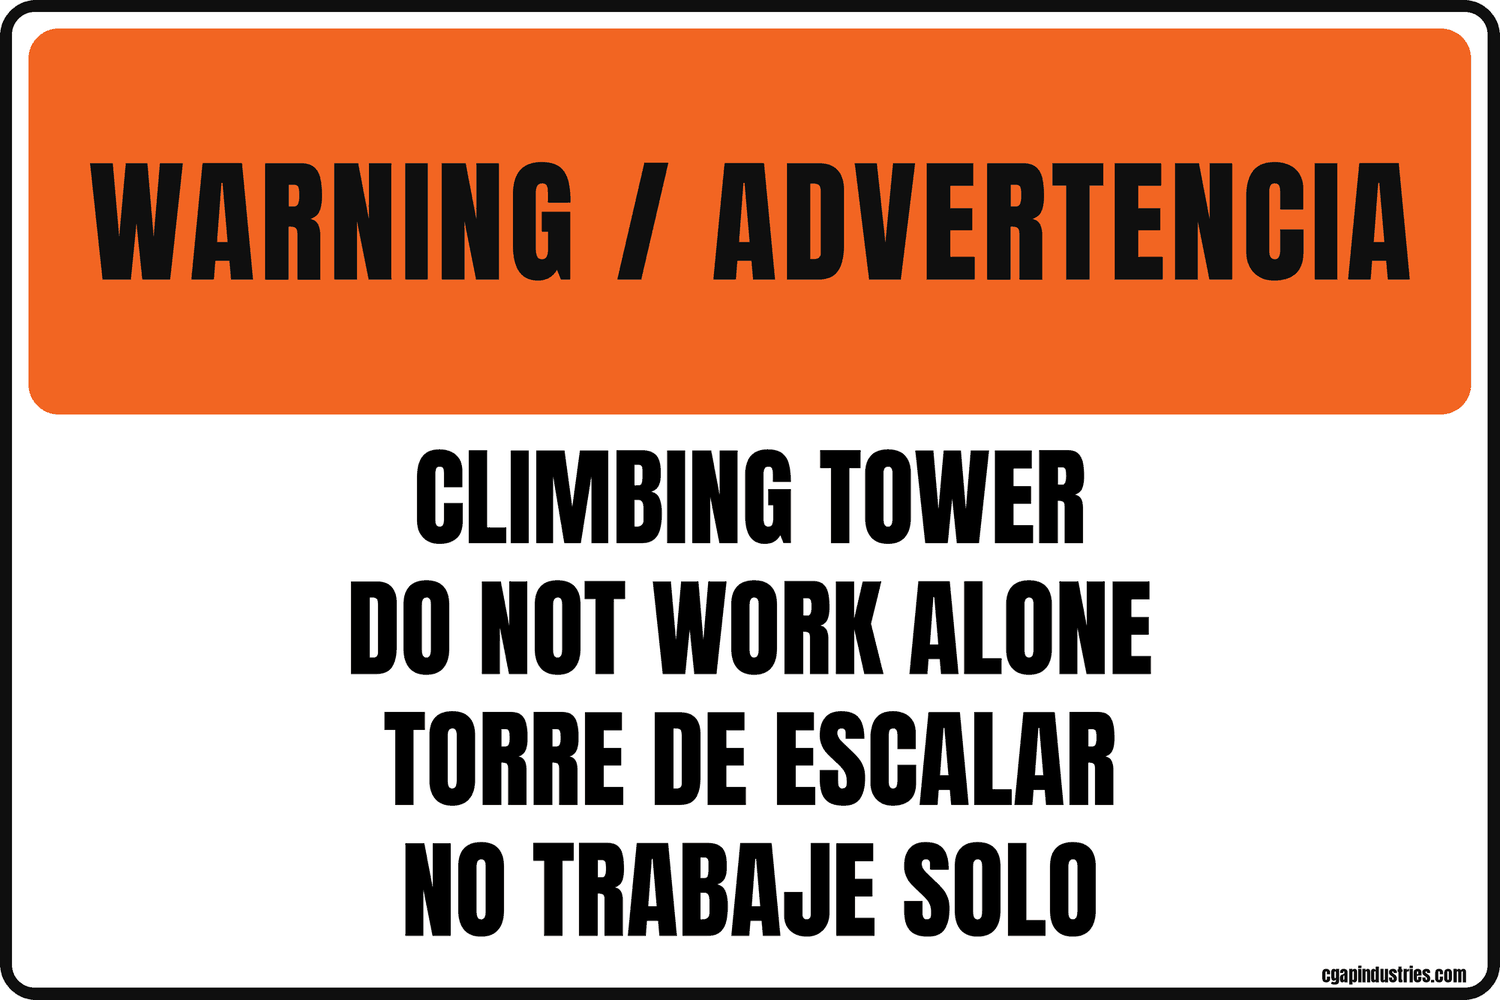 WARNING / ADVERTENCIA
CLIMBING TOWER
DO NOT WORK ALONE
TORRE DE ESCALAR
NO TRABAJE SOLO
cgapindustries.com